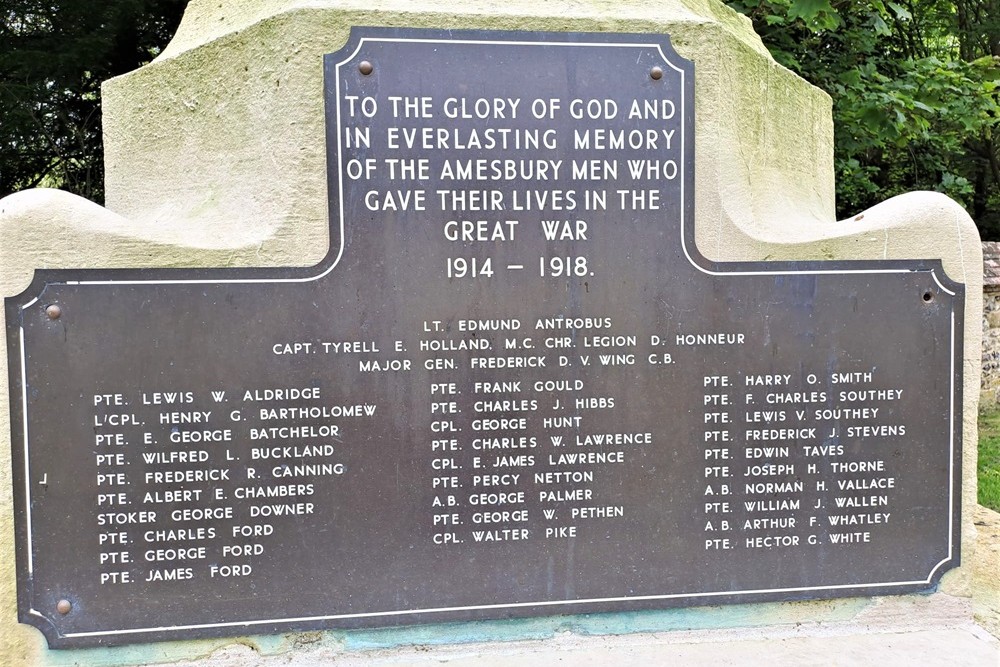 TO THE GLORY OF GOD AND
IN EVERLASTING MEMORY
OF THE AMESBURY MEN WHO
GAVE THEIR LIVES IN THE
GREAT WAR
1914 – 1918.
LT. EDMUND ANTROBUS
CAPT. TYRELL E. HOLLAND, M.C. CHR. LEGION D. HONNEUR
MAJOR GEN. FREDERICK D. V. WING C.B.
PTE. LEWIS W. ALDRIDGE
L/CPL. HENRY G. BARTHOLOMEW
PTE. E. GEORGE BATCHELOR
PTE. WILFRED L. BUCKLAND
PTE. FREDERICK R. CANNING
PTE. ALBERT E. CHAMBERS
STOKER GEORGE DOWNER
PTE. CHARLES FORD
PTE. GEORGE FORD
PTE. JAMES FORD
PTE. FRANK GOULD
PTE. CHARLES J. HIBBS
CPL. GEORGE HUNT
PTE. CHARLES W. LAWRENCE
CPL. E. JAMES LAWRENCE
PTE. PERCY NETTON
A.B. GEORGE PALMER
PTE. GEORGE W. PETHEN
CPL. WALTER PIKE
PTE. HARRY O. SMITH
PTE. F. CHARLES SOUTHEY
PTE. LEWIS V. SOUTHEY
PTE. FREDERICK J. STEVENS
PTE. EDWIN TAVES
PTE. JOSEPH H. THORNE
A.B. NORMAN H. VALLACE
PTE. WILLIAM J. WALLEN
A.B. ARTHUR F. WHATLEY
PTE. HECTOR G. WHITE